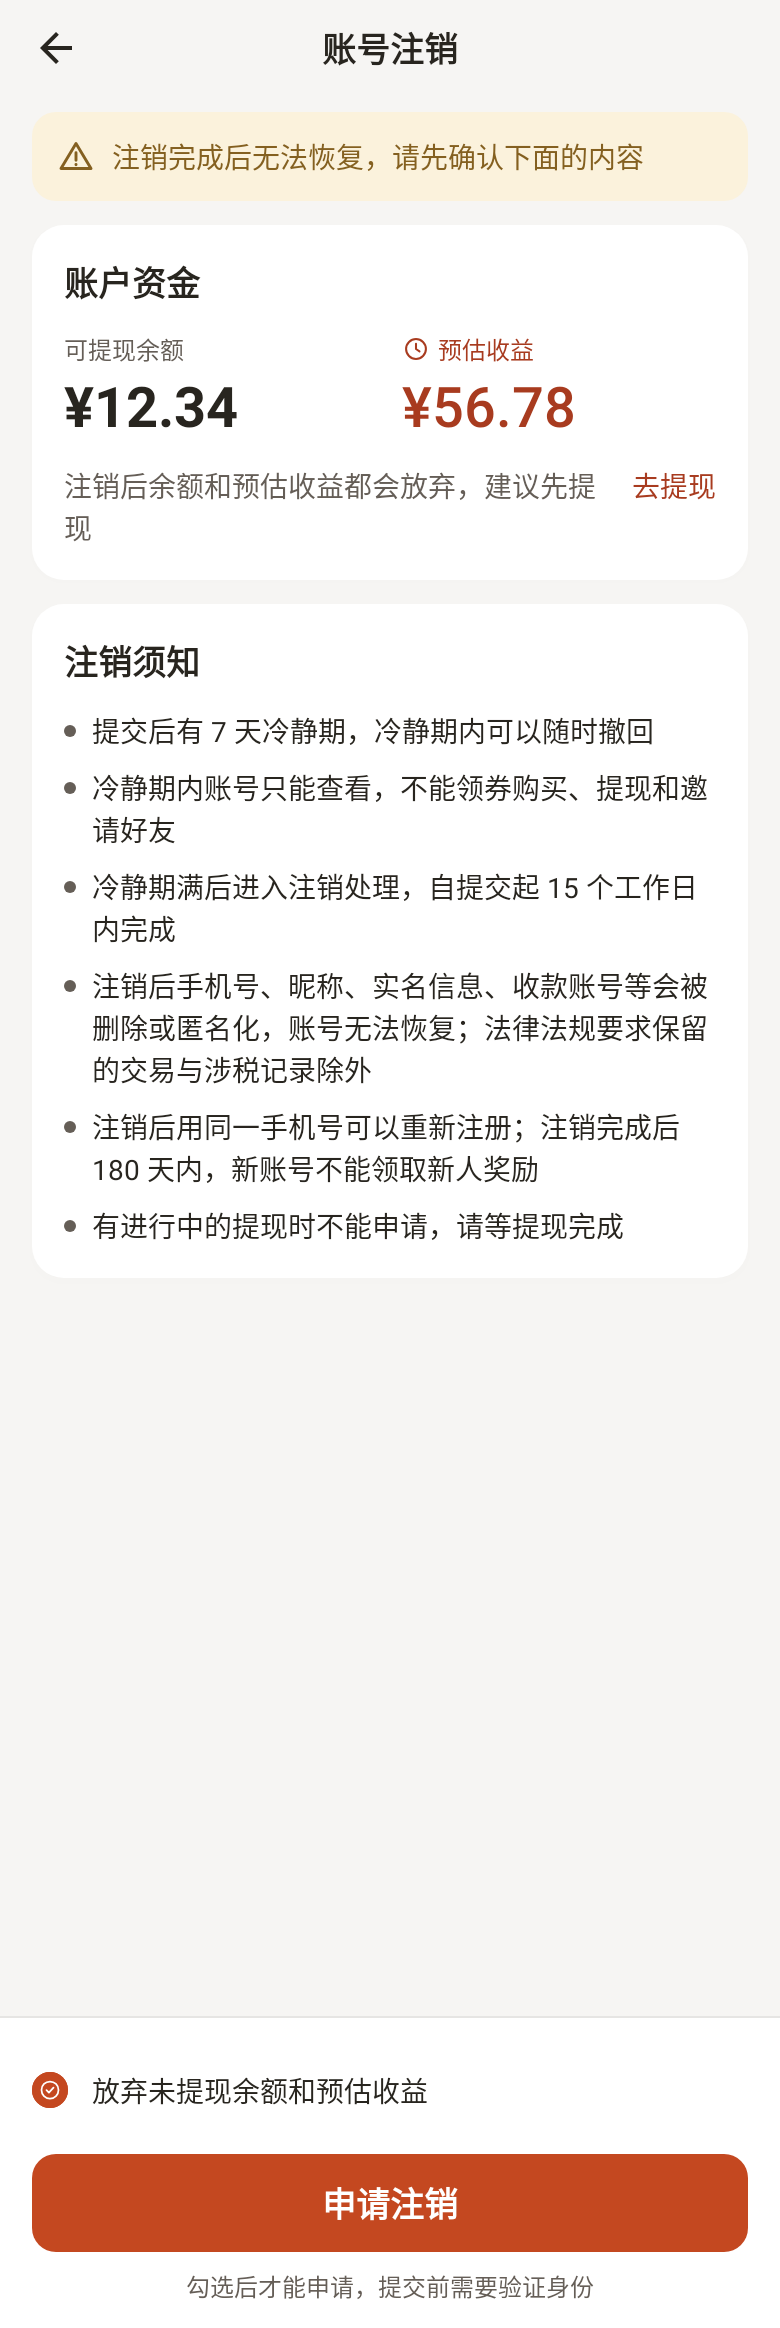 账号注销
注销完成后无法恢复，请先确认下面的内容
账户资金
可提现余额
预估收益
¥12.34
¥56.78
注销后余额和预估收益都会放弃，建议先提
现
去提现
注销须知
提交后有 7 天冷静期，冷静期内可以随时撤回
冷静期内账号只能查看，不能领券购买、提现和邀
请好友
冷静期满后进入注销处理，自提交起 15 个工作日
内完成
注销后手机号、昵称、实名信息、收款账号等会被
删除或匿名化，账号无法恢复；法律法规要求保留
的交易与涉税记录除外
注销后用同一手机号可以重新注册；注销完成后
180 天内，新账号不能领取新人奖励
有进行中的提现时不能申请，请等提现完成
放弃未提现余额和预估收益
申请注销
勾选后才能申请，提交前需要验证身份